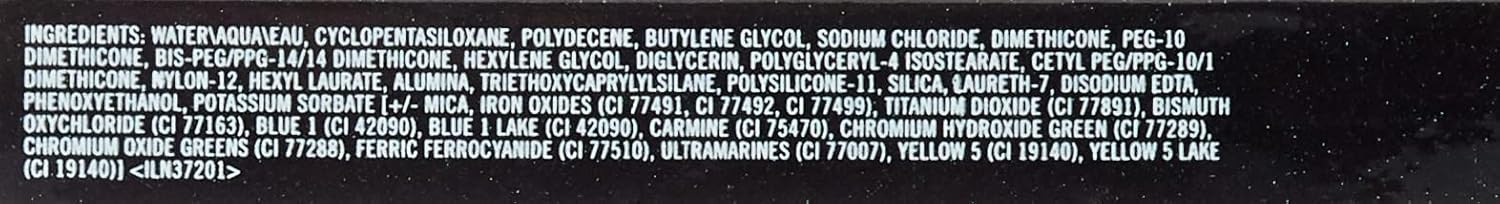 INGREDIENTS: WATER\AQUA\EAU, CYCLOPENTASILOXANE, POLYDECENE, BUTYLENE GLYCOL, SODIUM CHLORIDE, DIMETHICONE, PEG-10
DIMETHICONE, BIS-PEG/PPG-14/14 DIMETHICONE, HEXYLENE GLYCOL, DIGLYCERIN, POLYGLYCERYL-4 ISOSTEARATE, CETYL PEG/PPG-10/1
DIMETHICONE, NYLON-12, HEXYL LAURATE, ALUMINA, TRIETHOXYCAPRYLYLSILANE, POLYSILICONE-11, SILICA, LAURETH-7, DISODIUM EDTA,
PHENOXYETHANOL, POTASSIUM SORBATE [+/- MICA, IRON OXIDES (CI 77491, CI 77492, CI 77499), TITANIUM DIOXIDE (CI 77891), BISMUTH
OXYCHLORIDE (CI 77163), BLUE 1 (CI 42090), BLUE 1 LAKE (CI 42090), CARMINE (CI 75470), CHROMIUM HYDROXIDE GREEN (CI 77289),
CHROMIUM OXIDE GREENS (CI 77288), FERRIC FERROCYANIDE (CI 77510), ULTRAMARINES (CI 77007), YELLOW 5 (CI 19140), YELLOW 5 LAKE
(CI 19140)] <ILN37201>